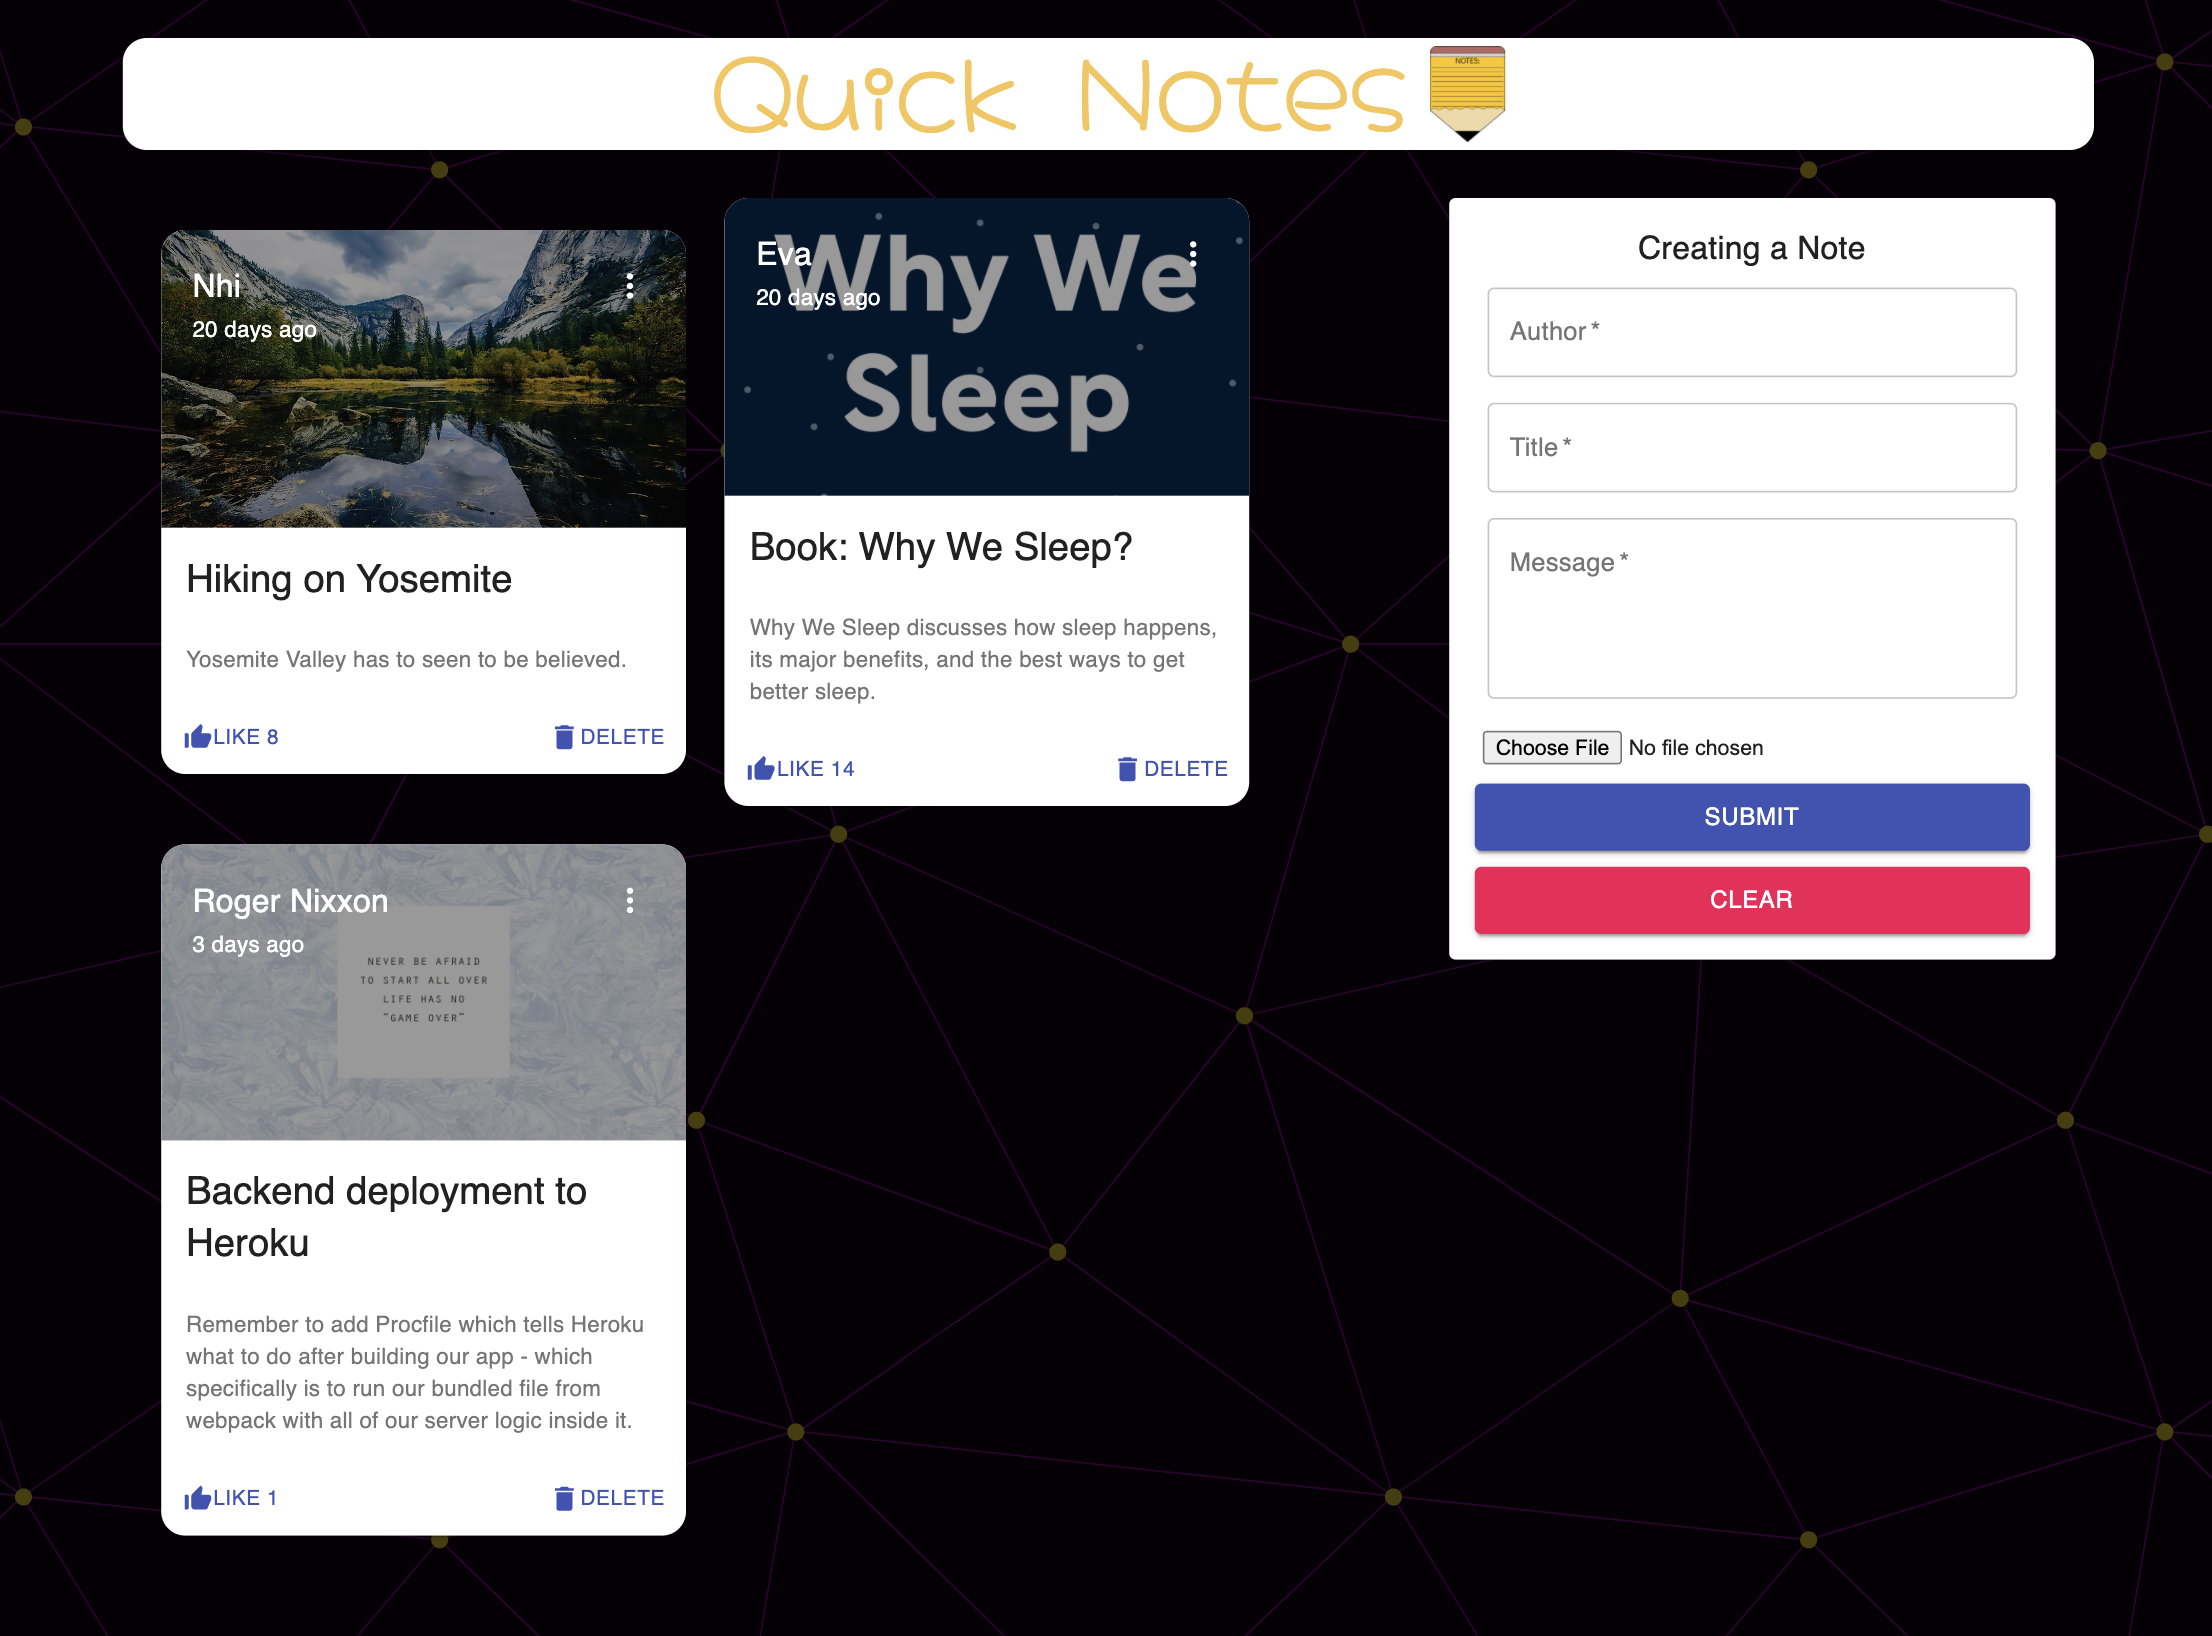 Quick Notes
NOTES:
Nhi
20 days ago
Hiking on Yosemite
Yosemite Valley has to seen to be believed.
LIKE 8
DELETE
Why We
Sleep
Eva
20 days ago
Book: Why We Sleep?
Why We Sleep discusses how sleep happens,
its major benefits, and the best ways to get
better sleep.
LIKE 14
DELETE
Roger Nixxon
3 days ago
NEVER BE AFRAID
TO START ALL OVER
LIFE HAS NO
"GAME OVER"
Backend deployment to
Heroku
Remember to add Procfile which tells Heroku
what to do after building our app - which
specifically is to run our bundled file from
webpack with all of our server logic inside it.
LIKE 1
DELETE
Creating a Note
Author *
Title *
Message *
Choose File No file chosen
SUBMIT
CLEAR